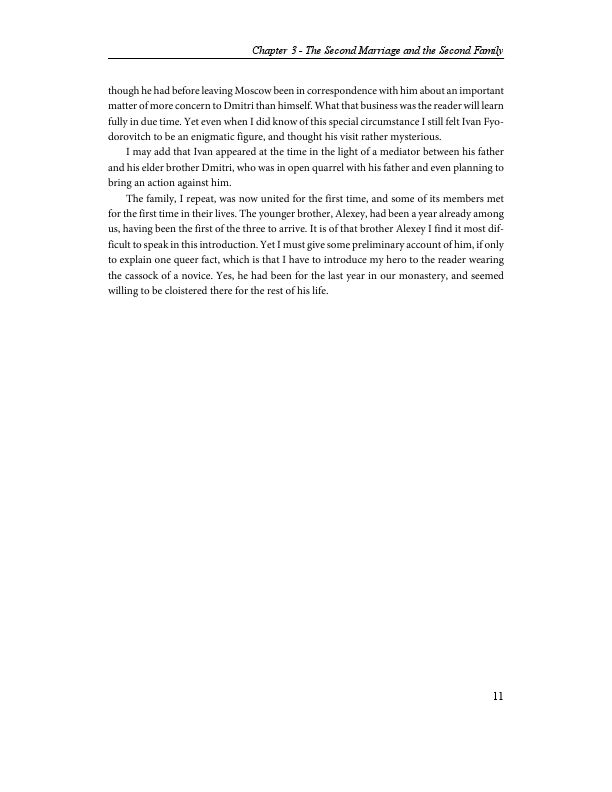 Chapter 3 - The Second Marriage and the Second Family
though he had before leaving Moscow been in correspondence with him about an important
matter of more concern to Dmitri than himself. What that business was the reader will learn
fully in due time. Yet even when I did know of this special circumstance I still felt Ivan Fyo-
dorovitch to be an enigmatic figure, and thought his visit rather mysterious.
I may add that Ivan appeared at the time in the light of a mediator between his father
and his elder brother Dmitri, who was in open quarrel with his father and even planning to
bring an action against him.
The family, I repeat, was now united for the first time, and some of its members met
for the first time in their lives. The younger brother, Alexey, had been a year already among
us, having been the first of the three to arrive. It is of that brother Alexey I find it most dif-
ficult to speak in this introduction. Yet I must give some preliminary account of him, if only
to explain one queer fact, which is that I have to introduce my hero to the reader wearing
the cassock of a novice. Yes, he had been for the last year in our monastery, and seemed
willing to be cloistered there for the rest of his life.
11